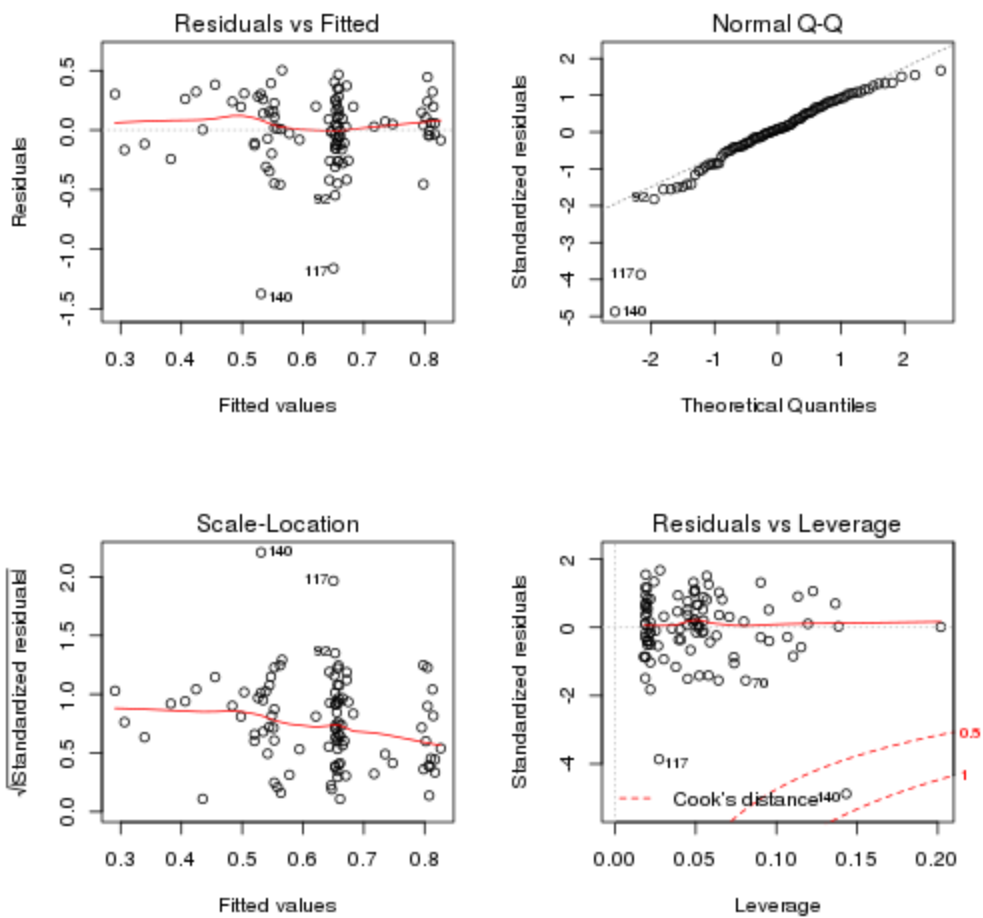 Residuals vs Fitted
Residuals
0.5
0.0
-0.5
-1.0
-1.5
92
117
140
0.3 0.4 0.5 0.6 0.7 0.8
Fitted values
Normal Q-Q
Standardized residuals
2
1
0
-1
-2
-3
-4
-5
92
117
140
-2 -1 0 1 2
Theoretical Quantiles
Scale-Location
√|Standardized residuals|
2.0
1.5
1.0
0.5
0.0
140
117
92
0.3 0.4 0.5 0.6 0.7 0.8
Fitted values
Residuals vs Leverage
Standardized residuals
2
0
-2
-4
70
117
0.5
Cook's distance 140
1
0.00 0.05 0.10 0.15 0.20
Leverage